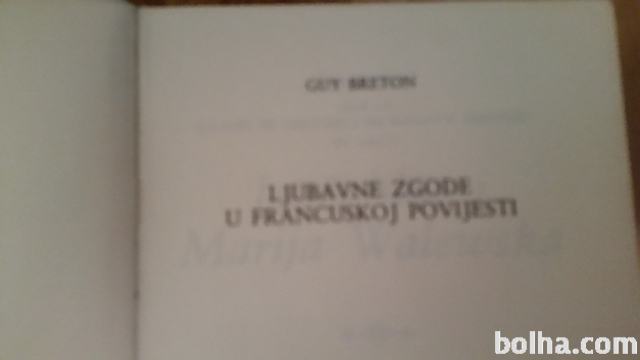 GUY BRETON
LJUBAVNE ZGODE
U FRANCUSKOJ POVIJESTI
Marija Walewska
bolha.com